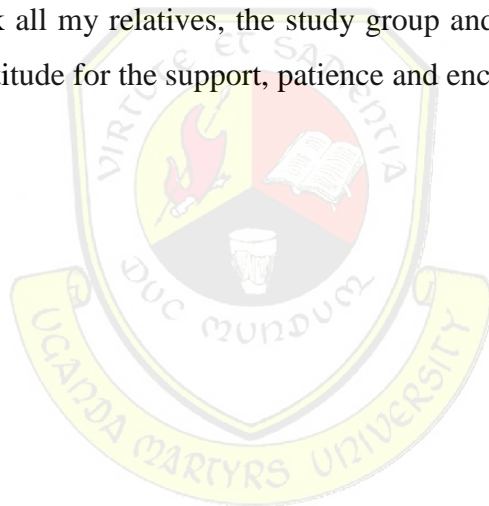 k all my relatives, the study group and
titude for the support, patience and enc
VIRTUTE ET SAPIENTIA
DUC MUNDUM
UGANDA MARTYRS UNIVERSITY